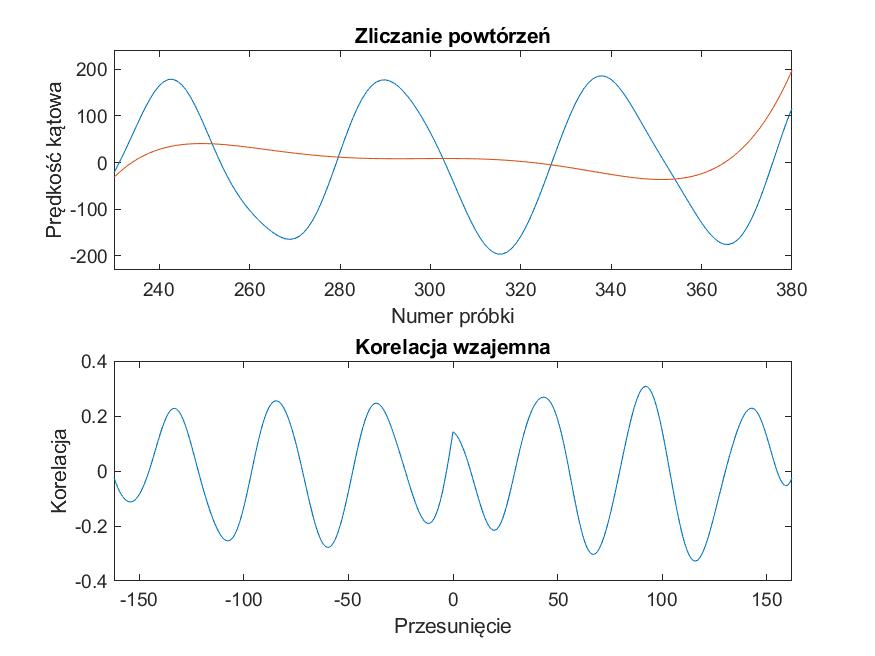 Zliczanie powtórzeń
200
100
0
-100
-200
Prędkość kątowa
240 260 280 300 320 340 360 380
Numer próbki
Korelacja wzajemna
0.4
0.2
0
-0.2
-0.4
Korelacja
-150 -100 -50 0 50 100 150
Przesunięcie